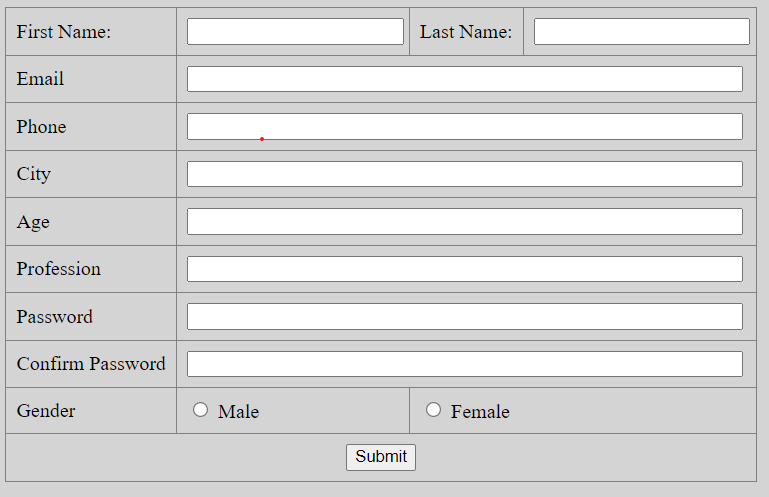 First Name: Last Name:
Email
Phone
City
Age
Profession
Password
Confirm Password
Gender Male Female
Submit